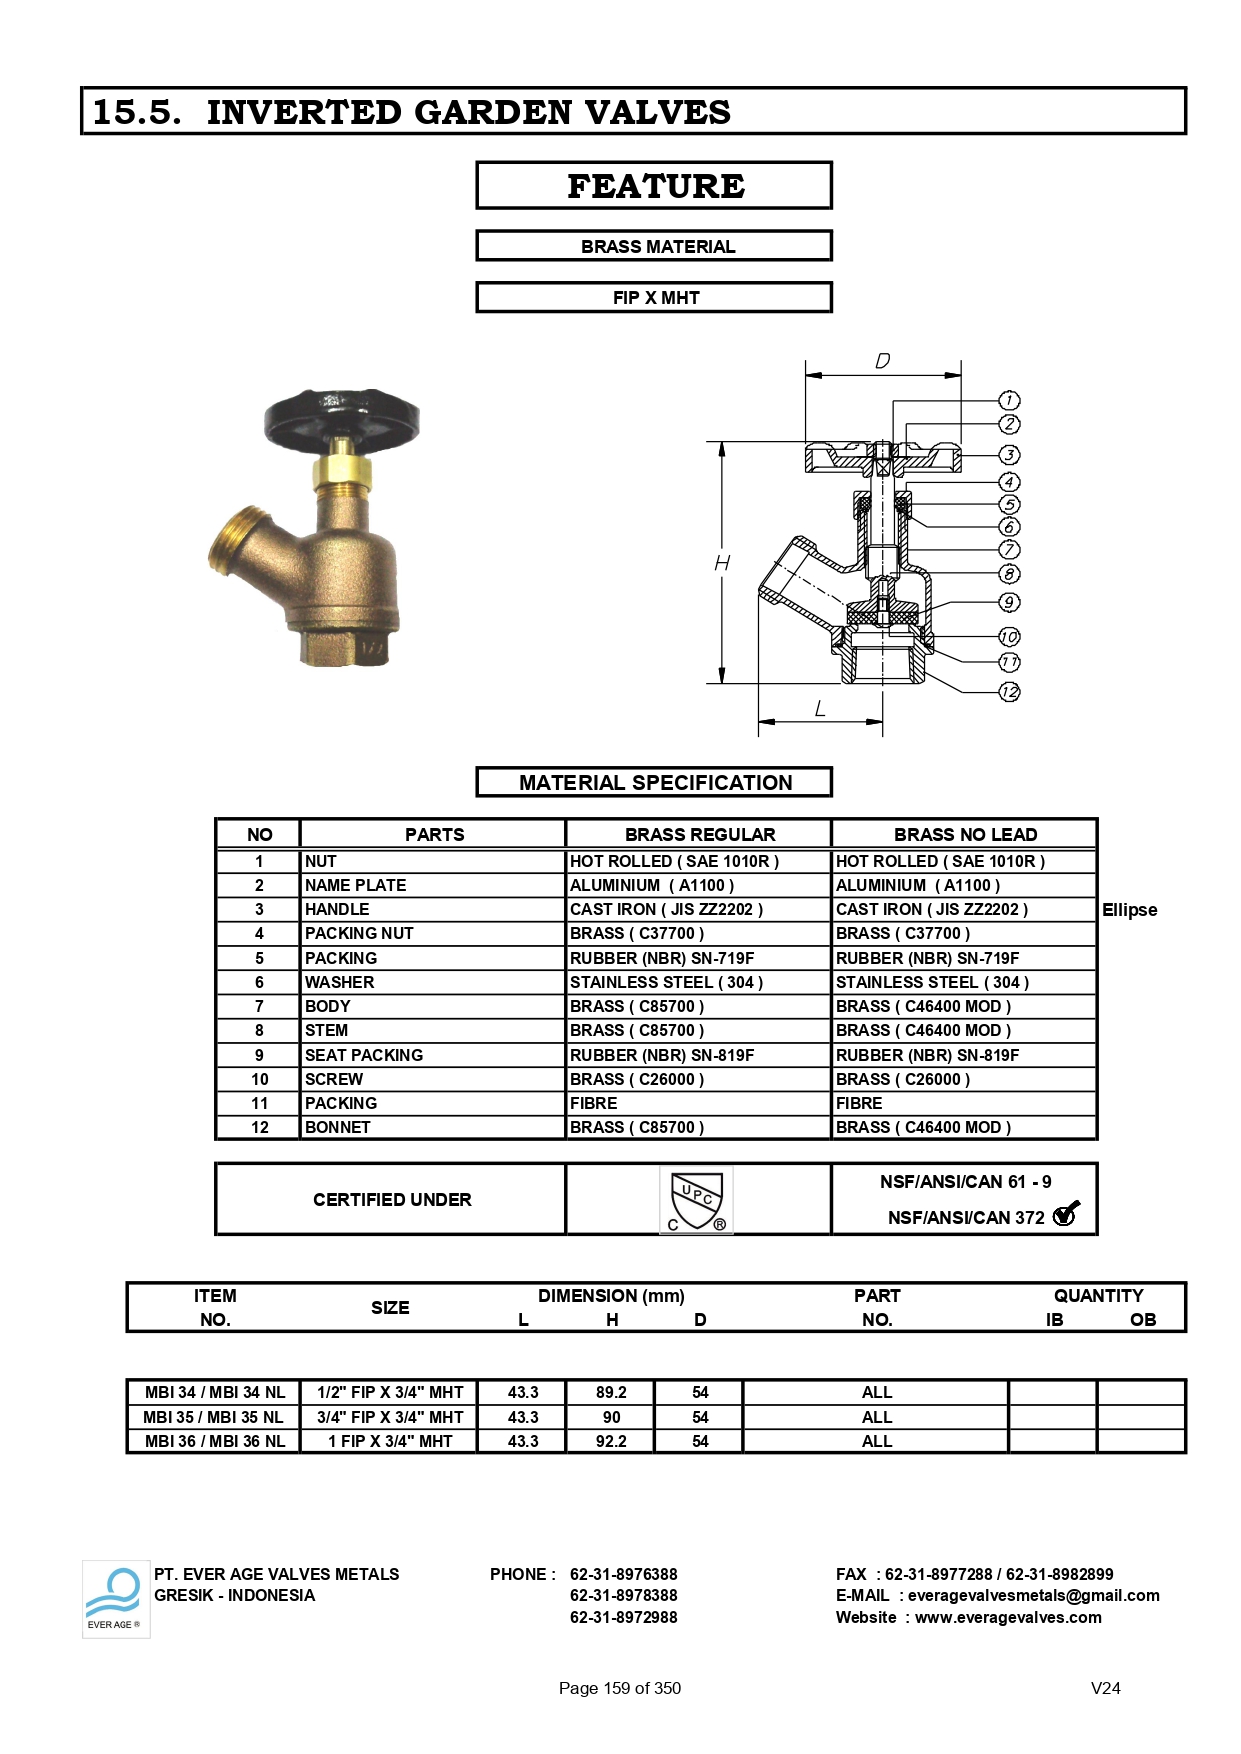 15.5. INVERTED GARDEN VALVES
FEATURE
BRASS MATERIAL
FIP X MHT
D
1
2
3
4
5
6
7
8
9
10
11
12
H
L
MATERIAL SPECIFICATION
NO PARTS BRASS REGULAR BRASS NO LEAD
1 NUT HOT ROLLED ( SAE 1010R ) HOT ROLLED ( SAE 1010R )
2 NAME PLATE ALUMINIUM ( A1100 ) ALUMINIUM ( A1100 )
3 HANDLE CAST IRON ( JIS ZZ2202 ) CAST IRON ( JIS ZZ2202 ) Ellipse
4 PACKING NUT BRASS ( C37700 ) BRASS ( C37700 )
5 PACKING RUBBER (NBR) SN-719F RUBBER (NBR) SN-719F
6 WASHER STAINLESS STEEL ( 304 ) STAINLESS STEEL ( 304 )
7 BODY BRASS ( C85700 ) BRASS ( C46400 MOD )
8 STEM BRASS ( C85700 ) BRASS ( C46400 MOD )
9 SEAT PACKING RUBBER (NBR) SN-819F RUBBER (NBR) SN-819F
10 SCREW BRASS ( C26000 ) BRASS ( C26000 )
11 PACKING FIBRE FIBRE
12 BONNET BRASS ( C85700 ) BRASS ( C46400 MOD )
CERTIFIED UNDER
UPC
C ®
NSF/ANSI/CAN 61 - 9
NSF/ANSI/CAN 372
ITEM NO. SIZE DIMENSION (mm) PART NO. QUANTITY
L H D IB OB
MBI 34 / MBI 34 NL 1/2" FIP X 3/4" MHT 43.3 89.2 54 ALL
MBI 35 / MBI 35 NL 3/4" FIP X 3/4" MHT 43.3 90 54 ALL
MBI 36 / MBI 36 NL 1 FIP X 3/4" MHT 43.3 92.2 54 ALL
EVER AGE ®
PT. EVER AGE VALVES METALS PHONE : 62-31-8976388 FAX : 62-31-8977288 / 62-31-8982899
GRESIK - INDONESIA 62-31-8978388 E-MAIL : everagevalvesmetals@gmail.com
62-31-8972988 Website : www.everagevalves.com
Page 159 of 350 V24